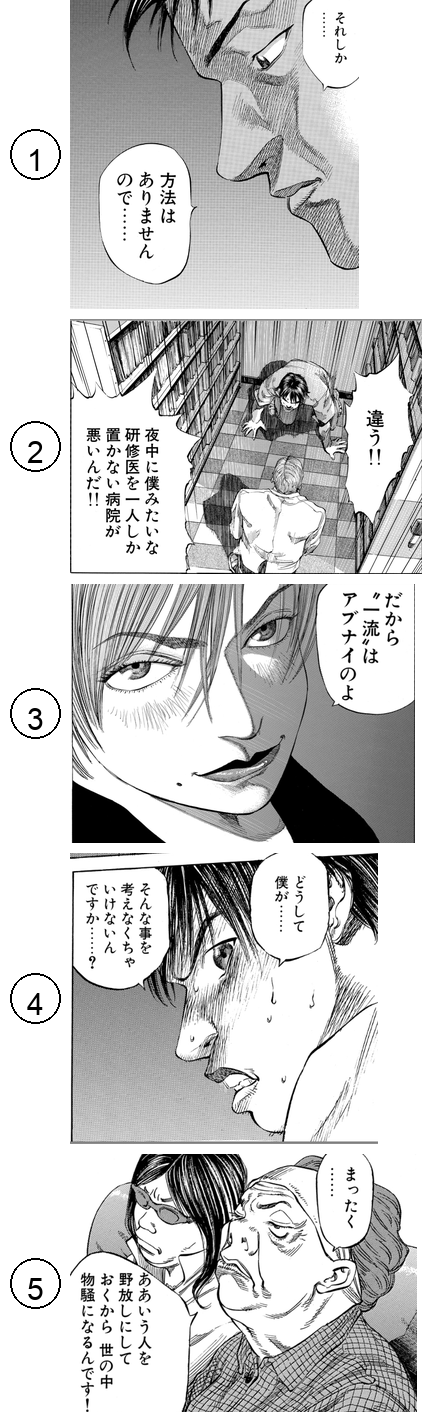 1
それしか
……
方法は
ありません
ので……
2
違う!!
夜中に僕みたいな
研修医を一人しか
置かない病院が
悪いんだ!!
3
だから
〝一流〟は
アブナイのよ
4
どうして
僕が……
そんな事を
考えなくちゃ
いけないん
ですか……?
5
まったく
……
ああいう人を
野放しにして
おくから 世の中
物騒になるんです!